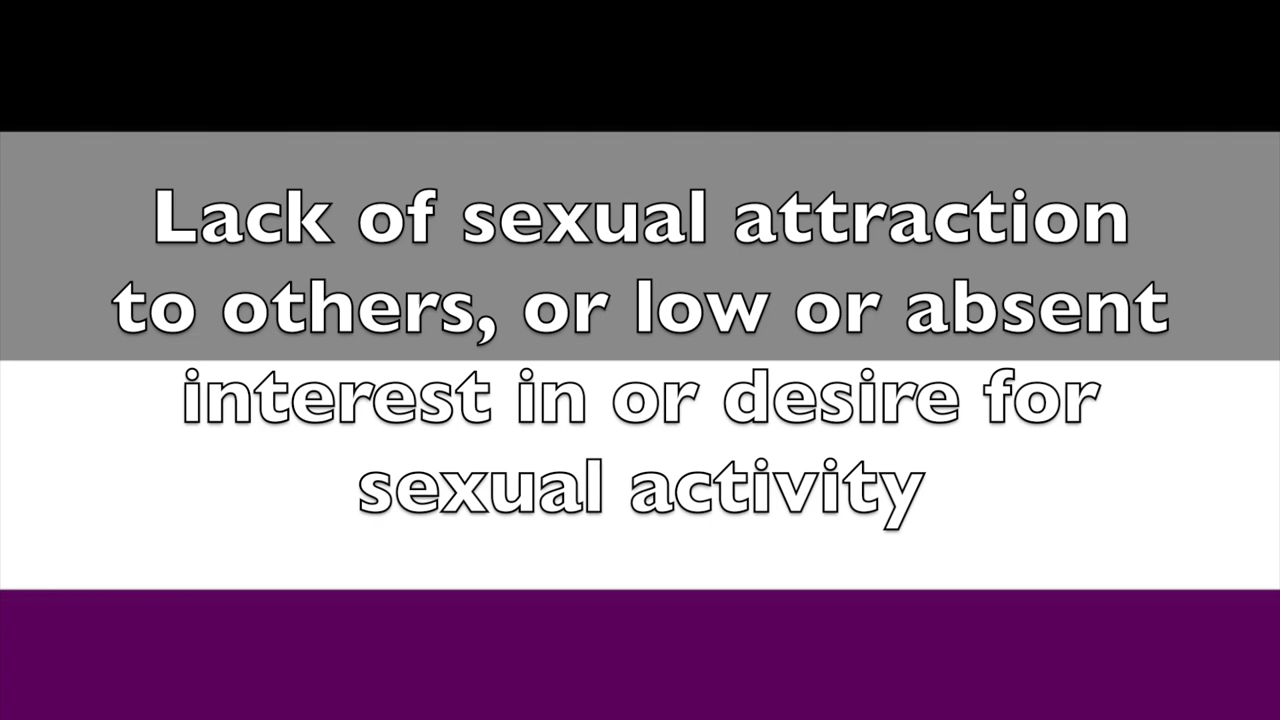 Lack of sexual attraction
to others, or low or absent
interest in or desire for
sexual activity